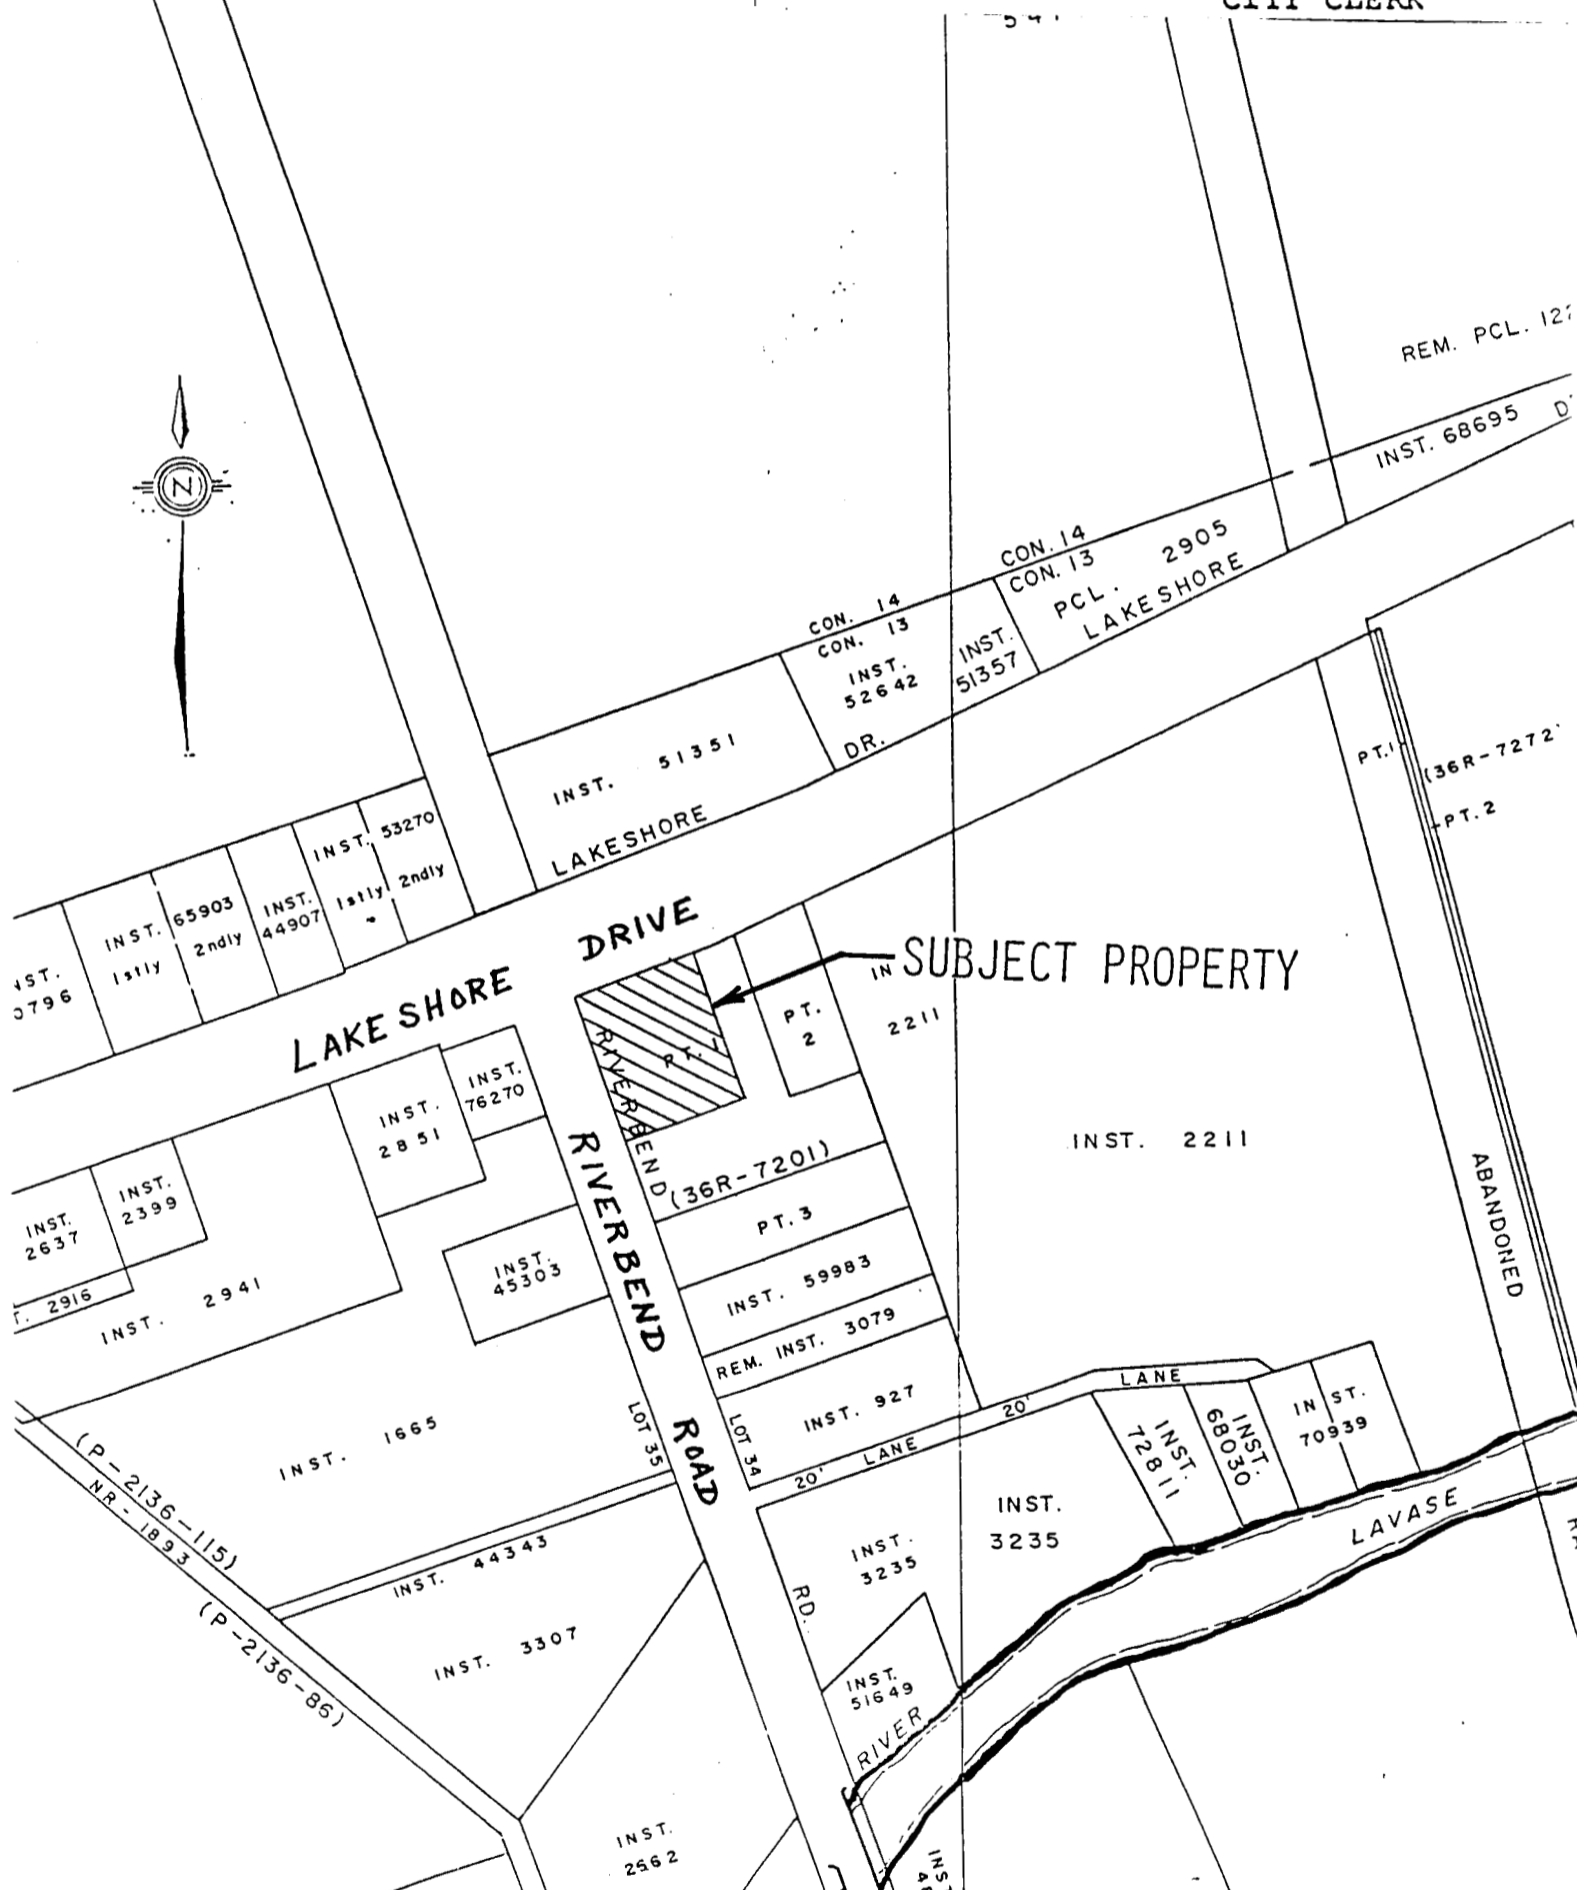 CITY CLERK
REM. PCL.
INST. 68695
CON. 14
CON. 13
PCL. 2905
LAKESHORE
CON. 14
CON. 13
INST.
52642
INST.
51357
DR.
N
INST. 51351
LAKESHORE
INST. 53270
1stly 2ndly
INST. 65903
1stly 2ndly
INST.
44907
PT. 1
(36R-7272
PT. 2
DRIVE
LAKESHORE
SUBJECT PROPERTY
PT. 1
RIVERBEND
PT.
2
IN
2211
INST. 2211
INST.
76270
INST.
2851
INST.
2399
INST.
2637
2916
INST. 2941
INST.
45303
RIVERBEND
ROAD
(36R-7201)
PT. 3
INST. 59983
REM. INST. 3079
INST. 927
ABANDONED
LOT 35
LOT 34
20' LANE
20' LANE
INST. 1665
(P-2136-115)
NR-1893
(P-2136-86)
INST. 44343
INST. 3307
INST.
72811
INST.
68030
INST.
70939
INST.
3235
INST.
3235
RD.
INST.
51649
RIVER
LAVASE
INST.
2562